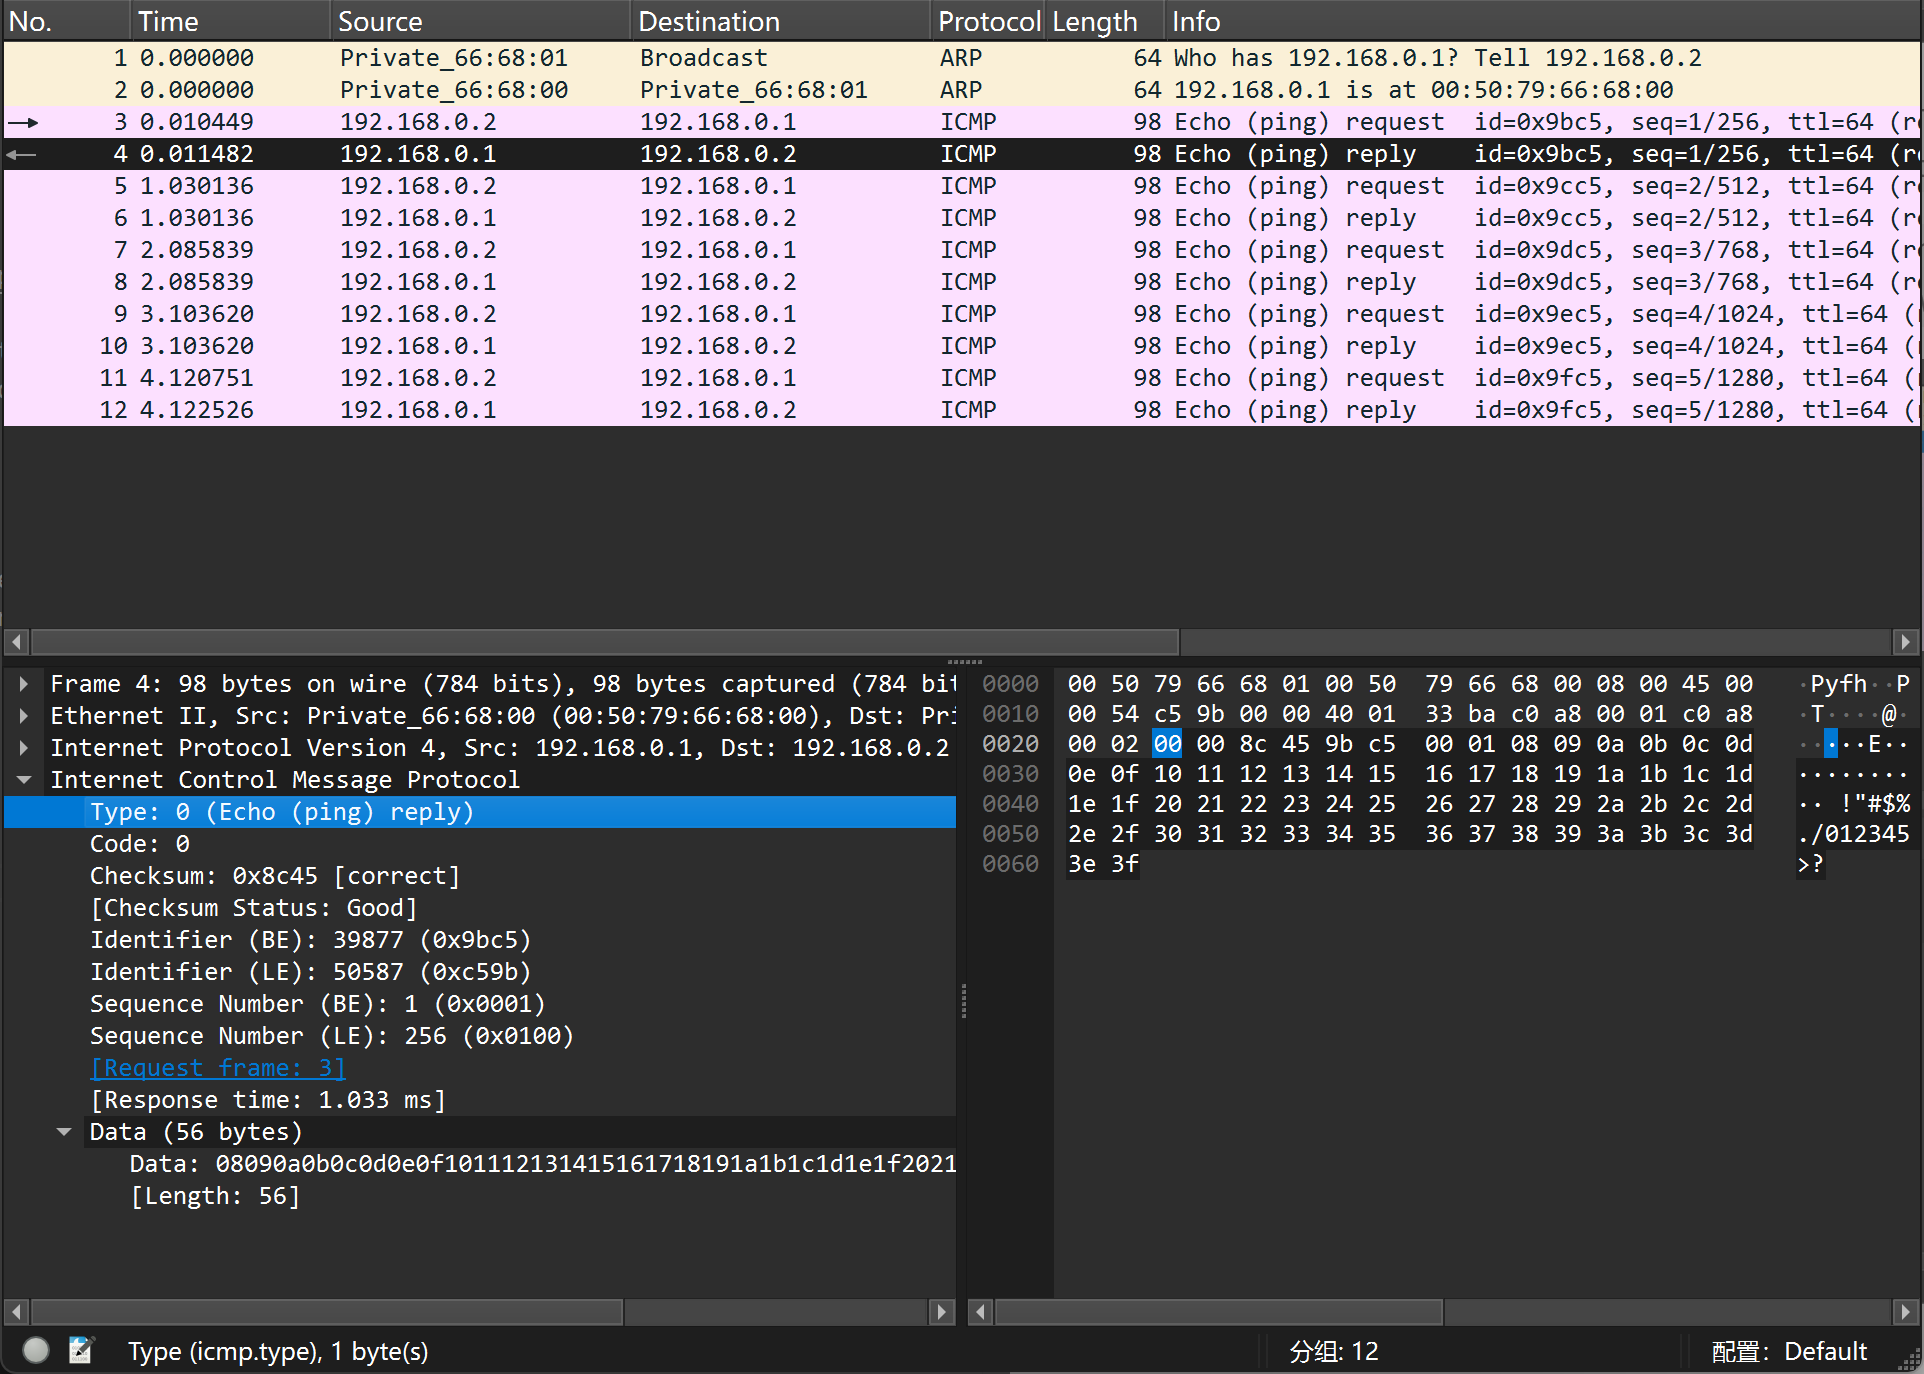 No. Time Source Destination Protocol Length Info
1 0.000000 Private_66:68:01 Broadcast ARP 64 Who has 192.168.0.1? Tell 192.168.0.2
2 0.000000 Private_66:68:00 Private_66:68:01 ARP 64 192.168.0.1 is at 00:50:79:66:68:00
3 0.010449 192.168.0.2 192.168.0.1 ICMP 98 Echo (ping) request id=0x9bc5, seq=1/256, ttl=64 (re
4 0.011482 192.168.0.1 192.168.0.2 ICMP 98 Echo (ping) reply id=0x9bc5, seq=1/256, ttl=64 (re
5 1.030136 192.168.0.2 192.168.0.1 ICMP 98 Echo (ping) request id=0x9cc5, seq=2/512, ttl=64 (re
6 1.030136 192.168.0.1 192.168.0.2 ICMP 98 Echo (ping) reply id=0x9cc5, seq=2/512, ttl=64 (re
7 2.085839 192.168.0.2 192.168.0.1 ICMP 98 Echo (ping) request id=0x9dc5, seq=3/768, ttl=64 (re
8 2.085839 192.168.0.1 192.168.0.2 ICMP 98 Echo (ping) reply id=0x9dc5, seq=3/768, ttl=64 (re
9 3.103620 192.168.0.2 192.168.0.1 ICMP 98 Echo (ping) request id=0x9ec5, seq=4/1024, ttl=64 (
10 3.103620 192.168.0.1 192.168.0.2 ICMP 98 Echo (ping) reply id=0x9ec5, seq=4/1024, ttl=64 (
11 4.120751 192.168.0.2 192.168.0.1 ICMP 98 Echo (ping) request id=0x9fc5, seq=5/1280, ttl=64 (
12 4.122526 192.168.0.1 192.168.0.2 ICMP 98 Echo (ping) reply id=0x9fc5, seq=5/1280, ttl=64 (
Frame 4: 98 bytes on wire (784 bits), 98 bytes captured (784 bit
Ethernet II, Src: Private_66:68:00 (00:50:79:66:68:00), Dst: Pri
Internet Protocol Version 4, Src: 192.168.0.1, Dst: 192.168.0.2
Internet Control Message Protocol
Type: 0 (Echo (ping) reply)
Code: 0
Checksum: 0x8c45 [correct]
[Checksum Status: Good]
Identifier (BE): 39877 (0x9bc5)
Identifier (LE): 50587 (0xc59b)
Sequence Number (BE): 1 (0x0001)
Sequence Number (LE): 256 (0x0100)
[Request frame: 3]
[Response time: 1.033 ms]
Data (56 bytes)
Data: 08090a0b0c0d0e0f101112131415161718191a1b1c1d1e1f2021
[Length: 56]
0000 00 50 79 66 68 01 00 50 79 66 68 00 08 00 45 00 ·Pyfh··P
0010 00 54 c5 9b 00 00 40 01 33 ba c0 a8 00 01 c0 a8 ·T····@·
0020 00 02 00 00 8c 45 9b c5 00 01 08 09 0a 0b 0c 0d ·····E··
0030 0e 0f 10 11 12 13 14 15 16 17 18 19 1a 1b 1c 1d ········
0040 1e 1f 20 21 22 23 24 25 26 27 28 29 2a 2b 2c 2d ·· !"#$%
0050 2e 2f 30 31 32 33 34 35 36 37 38 39 3a 3b 3c 3d ./012345
0060 3e 3f >?
Type (icmp.type), 1 byte(s) 分组: 12 配置: Default